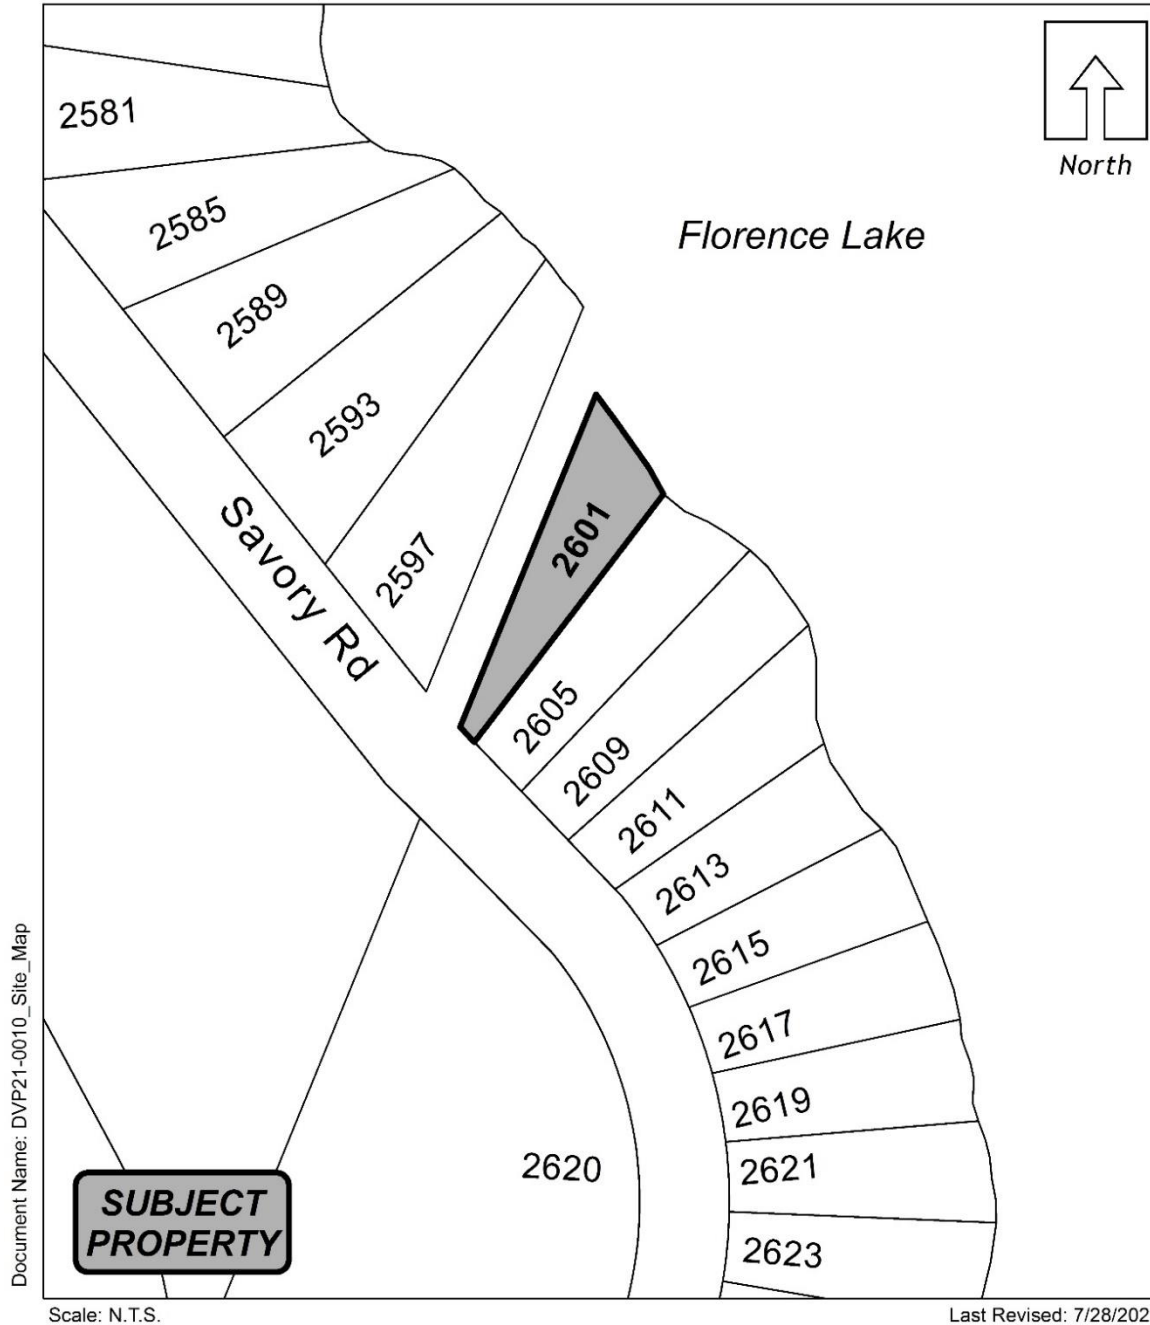 2581
North
2585
Florence Lake
2589
2593
2601
Savory Rd
2597
2605
2609
2611
2613
2615
2617
2619
2620
2621
2623
SUBJECT
PROPERTY
Document Name: DVP21-0010_Site_Map
Scale: N.T.S.
Last Revised: 7/28/202